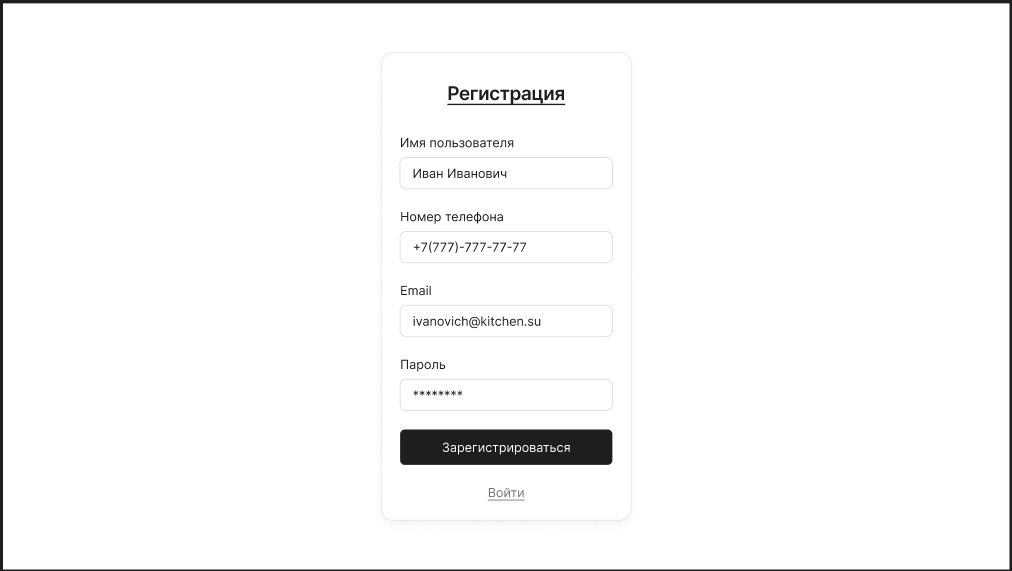 Регистрация
Имя пользователя
Иван Иванович
Номер телефона
+7(777)-777-77-77
Email
ivanovich@kitchen.su
Пароль
********
Зарегистрироваться
Войти